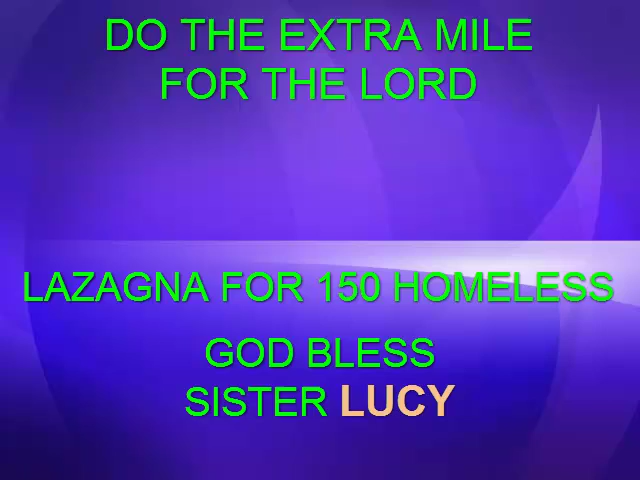 DO THE EXTRA MILE
FOR THE LORD
LAZAGNA FOR 150 HOMELESS
GOD BLESS
SISTER LUCY